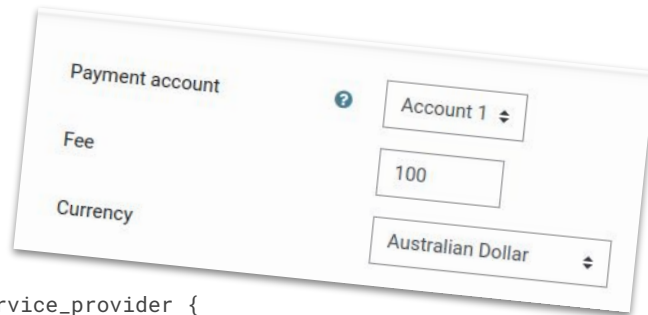 Payment account
?
Account 1
Fee
100
Currency
Australian Dollar
rvice_provider {